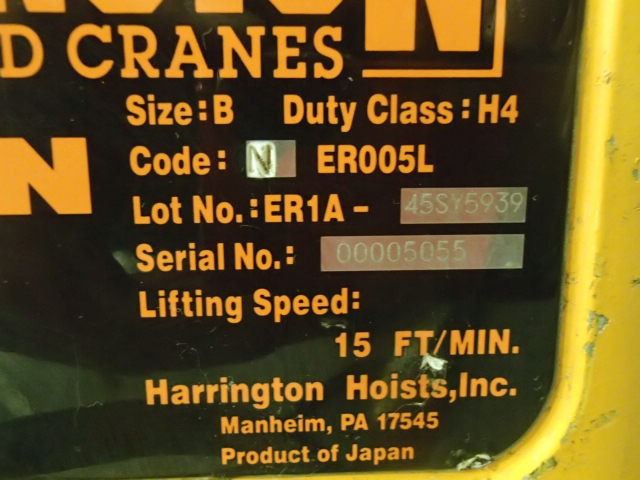 D CRANES
Size:B Duty Class:H4
Code: N ER005L
N
Lot No.:ER1A - 45SY5939
Serial No.: 00005055
Lifting Speed:
15 FT/MIN.
Harrington Hoists,Inc.
Manheim, PA 17545
Product of Japan